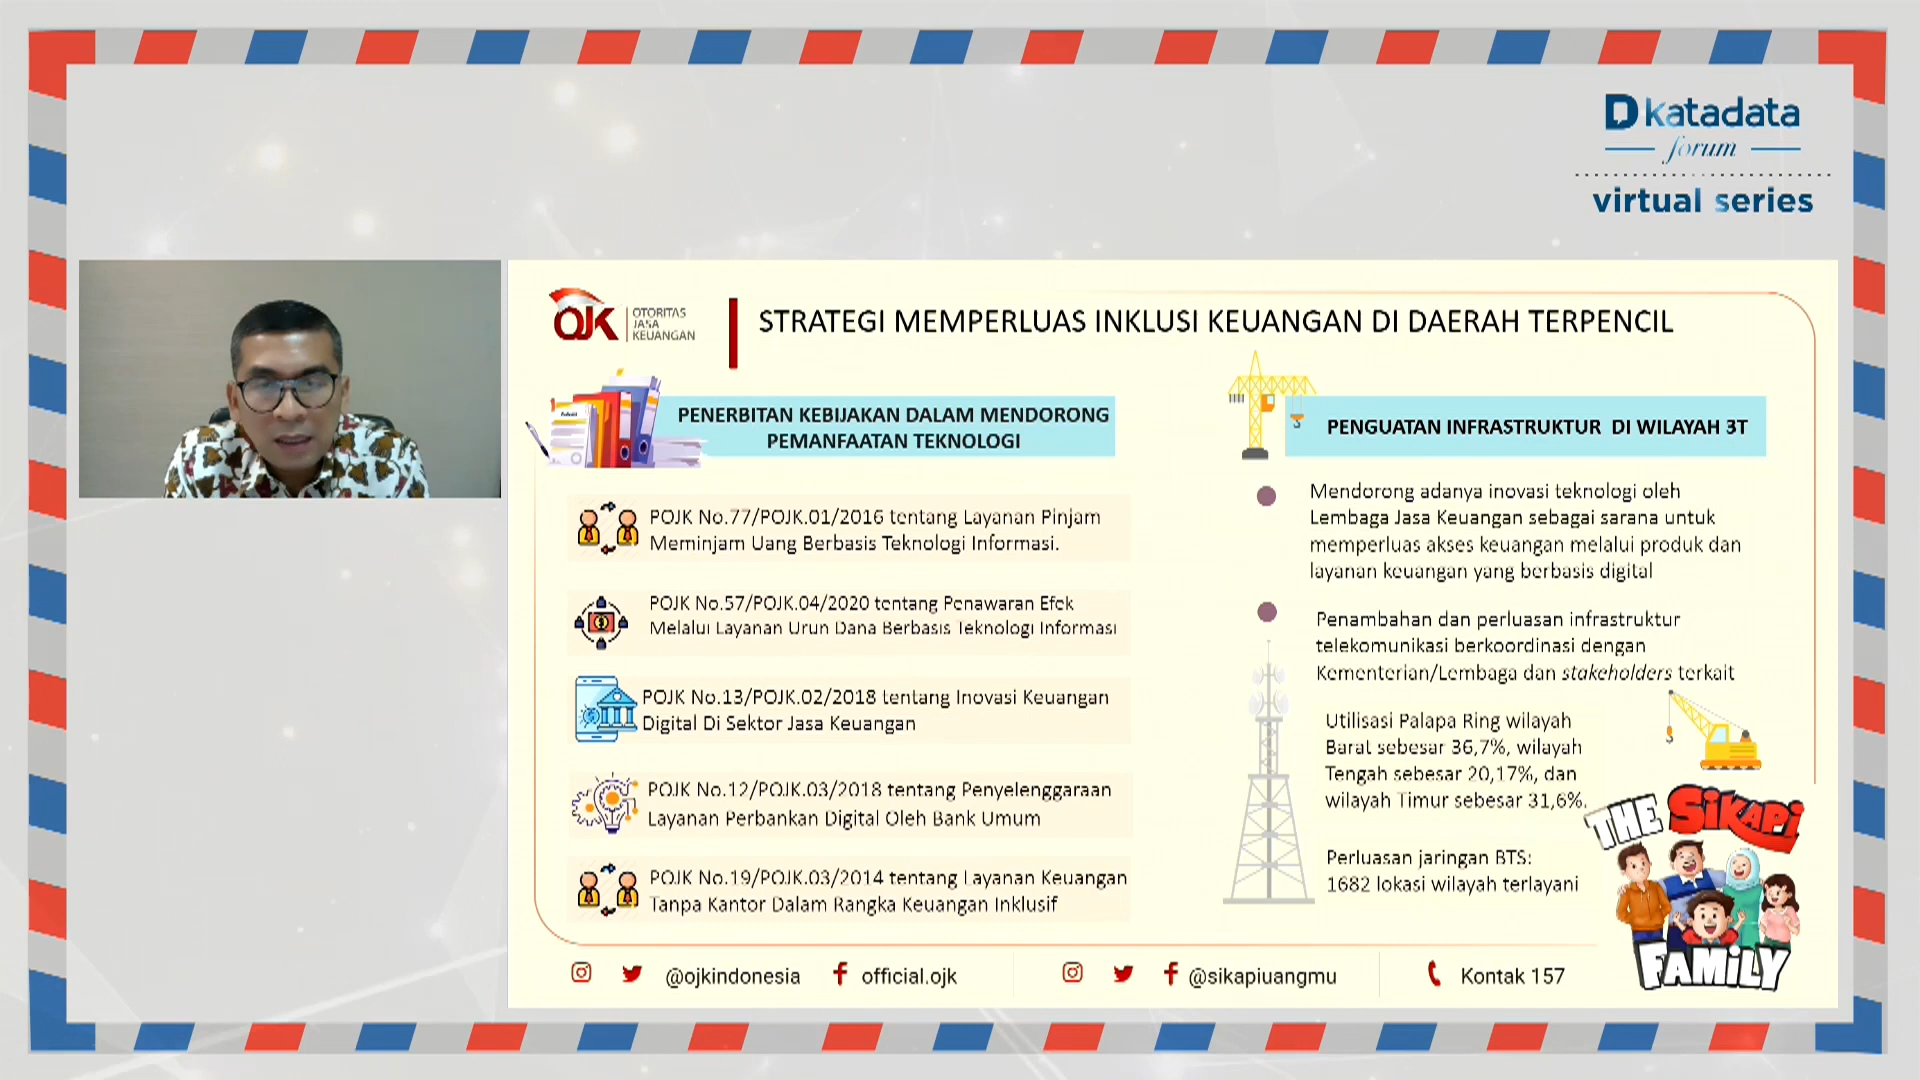 katadata
forum
virtual series
OJK
OTORITAS
JASA
KEUANGAN
STRATEGI MEMPERLUAS INKLUSI KEUANGAN DI DAERAH TERPENCIL
PENERBITAN KEBIJAKAN DALAM MENDORONG
PEMANFAATAN TEKNOLOGI
POJK No.77/POJK.01/2016 tentang Layanan Pinjam
Meminjam Uang Berbasis Teknologi Informasi.
POJK No.57/POJK.04/2020 tentang Penawaran Efek
Melalui Layanan Urun Dana Berbasis Teknologi Informasi
POJK No.13/POJK.02/2018 tentang Inovasi Keuangan
Digital Di Sektor Jasa Keuangan
POJK No.12/POJK.03/2018 tentang Penyelenggaraan
Layanan Perbankan Digital Oleh Bank Umum
POJK No.19/POJK.03/2014 tentang Layanan Keuangan
Tanpa Kantor Dalam Rangka Keuangan Inklusif
PENGUATAN INFRASTRUKTUR DI WILAYAH 3T
Mendorong adanya inovasi teknologi oleh
Lembaga Jasa Keuangan sebagai sarana untuk
memperluas akses keuangan melalui produk dan
layanan keuangan yang berbasis digital
Penambahan dan perluasan infrastruktur
telekomunikasi berkoordinasi dengan
Kementerian/Lembaga dan stakeholders terkait
Utilisasi Palapa Ring wilayah
Barat sebesar 36,7%, wilayah
Tengah sebesar 20,17%, dan
wilayah Timur sebesar 31,6%.
Perluasan jaringan BTS:
1682 lokasi wilayah terlayani
THE SiKAPi
FAMiLY
@ojkindonesia
official.ojk
@sikapiuangmu
Kontak 157